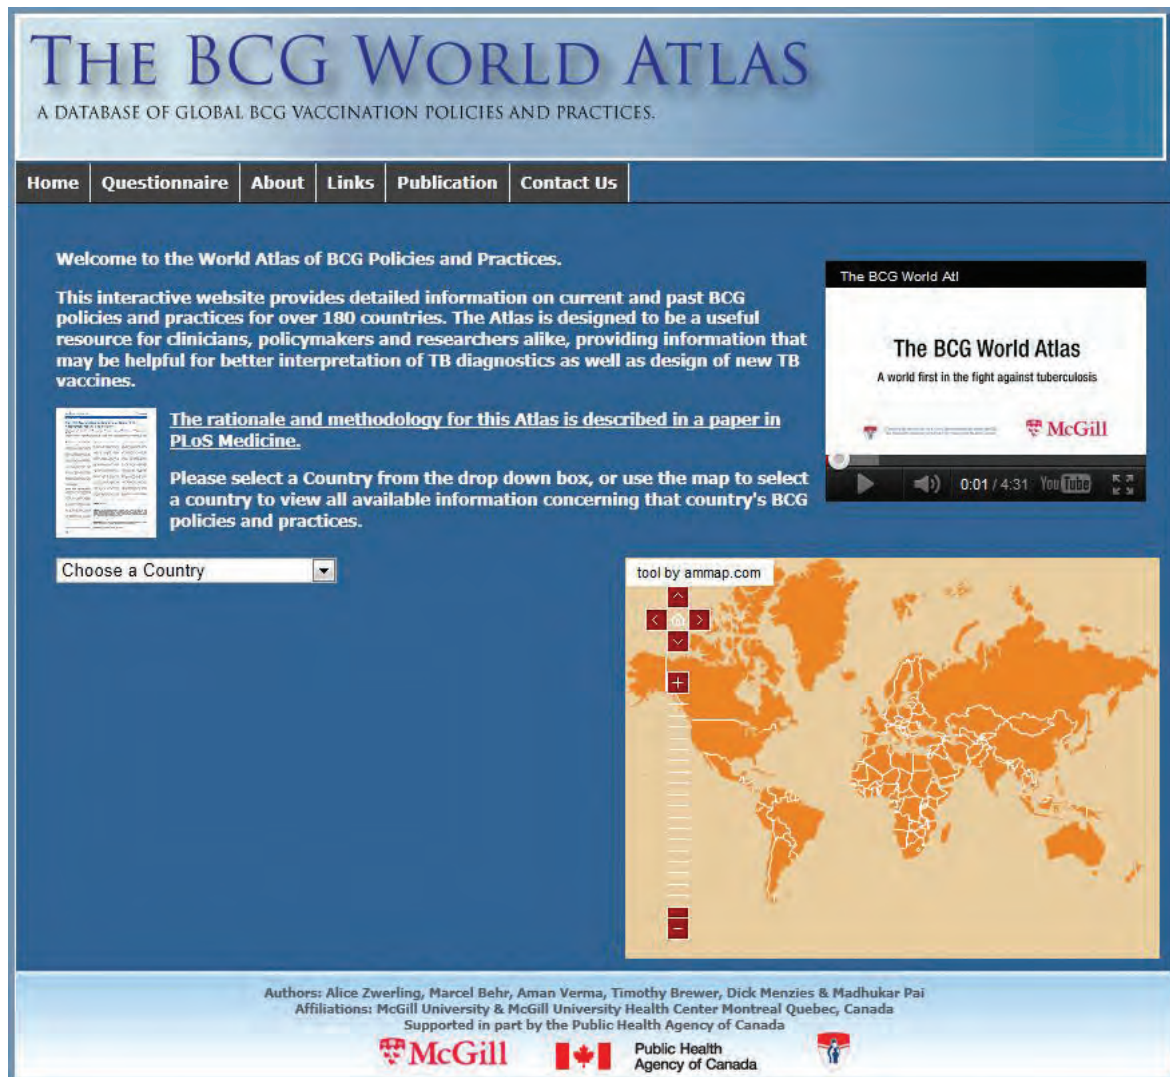 THE BCG WORLD ATLAS
A DATABASE OF GLOBAL BCG VACCINATION POLICIES AND PRACTICES.
Home Questionnaire About Links Publication Contact Us
Welcome to the World Atlas of BCG Policies and Practices.
This interactive website provides detailed information on current and past BCG
policies and practices for over 180 countries. The Atlas is designed to be a useful
resource for clinicians, policymakers and researchers alike, providing information that
may be helpful for better interpretation of TB diagnostics as well as design of new TB
vaccines.
The rationale and methodology for this Atlas is described in a paper in
PLoS Medicine.
Please select a Country from the drop down box, or use the map to select
a country to view all available information concerning that country's BCG
policies and practices.
The BCG World Atl
The BCG World Atlas
A world first in the fight against tuberculosis
McGill
0:01 / 4:31 YouTube
Choose a Country
tool by ammap.com
Authors: Alice Zwerling, Marcel Behr, Aman Verma, Timothy Brewer, Dick Menzies & Madhukar Pai
Affiliations: McGill University & McGill University Health Center Montreal Quebec, Canada
Supported in part by the Public Health Agency of Canada
McGill
Public Health
Agency of Canada